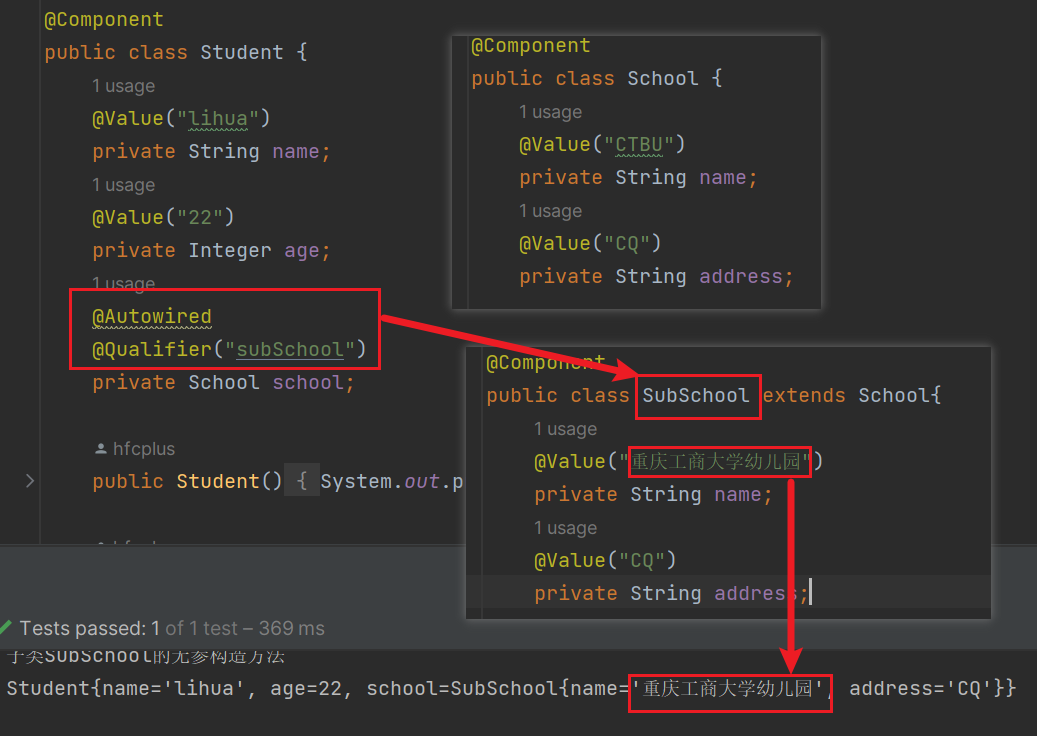 @Component
public class Student {
1 usage
@Value("lihua")
private String name;
1 usage
@Value("22")
private Integer age;
1 usage
@Autowired
@Qualifier("subSchool")
private School school;
hfcplus
public Student() { System.out.p
@Component
public class School {
1 usage
@Value("CTBU")
private String name;
1 usage
@Value("CQ")
private String address;
@Component
public class SubSchool extends School{
1 usage
@Value("重庆工商大学幼儿园")
private String name;
1 usage
@Value("CQ")
private String address;
Tests passed: 1 of 1 test – 369 ms
子类SubSchool的无参构造方法
Student{name='lihua', age=22, school=SubSchool{name='重庆工商大学幼儿园', address='CQ'}}